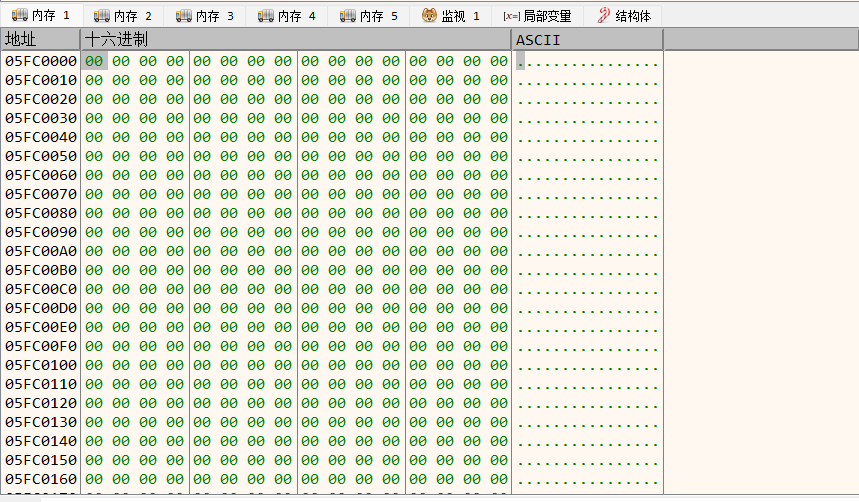 内存 1 内存 2 内存 3 内存 4 内存 5 监视 1 [x=] 局部变量 结构体
地址 十六进制 ASCII
05FC0000 00 00 00 00 00 00 00 00 00 00 00 00 00 00 00 00 ................
05FC0010 00 00 00 00 00 00 00 00 00 00 00 00 00 00 00 00 ................
05FC0020 00 00 00 00 00 00 00 00 00 00 00 00 00 00 00 00 ................
05FC0030 00 00 00 00 00 00 00 00 00 00 00 00 00 00 00 00 ................
05FC0040 00 00 00 00 00 00 00 00 00 00 00 00 00 00 00 00 ................
05FC0050 00 00 00 00 00 00 00 00 00 00 00 00 00 00 00 00 ................
05FC0060 00 00 00 00 00 00 00 00 00 00 00 00 00 00 00 00 ................
05FC0070 00 00 00 00 00 00 00 00 00 00 00 00 00 00 00 00 ................
05FC0080 00 00 00 00 00 00 00 00 00 00 00 00 00 00 00 00 ................
05FC0090 00 00 00 00 00 00 00 00 00 00 00 00 00 00 00 00 ................
05FC00A0 00 00 00 00 00 00 00 00 00 00 00 00 00 00 00 00 ................
05FC00B0 00 00 00 00 00 00 00 00 00 00 00 00 00 00 00 00 ................
05FC00C0 00 00 00 00 00 00 00 00 00 00 00 00 00 00 00 00 ................
05FC00D0 00 00 00 00 00 00 00 00 00 00 00 00 00 00 00 00 ................
05FC00E0 00 00 00 00 00 00 00 00 00 00 00 00 00 00 00 00 ................
05FC00F0 00 00 00 00 00 00 00 00 00 00 00 00 00 00 00 00 ................
05FC0100 00 00 00 00 00 00 00 00 00 00 00 00 00 00 00 00 ................
05FC0110 00 00 00 00 00 00 00 00 00 00 00 00 00 00 00 00 ................
05FC0120 00 00 00 00 00 00 00 00 00 00 00 00 00 00 00 00 ................
05FC0130 00 00 00 00 00 00 00 00 00 00 00 00 00 00 00 00 ................
05FC0140 00 00 00 00 00 00 00 00 00 00 00 00 00 00 00 00 ................
05FC0150 00 00 00 00 00 00 00 00 00 00 00 00 00 00 00 00 ................
05FC0160 00 00 00 00 00 00 00 00 00 00 00 00 00 00 00 00 ................